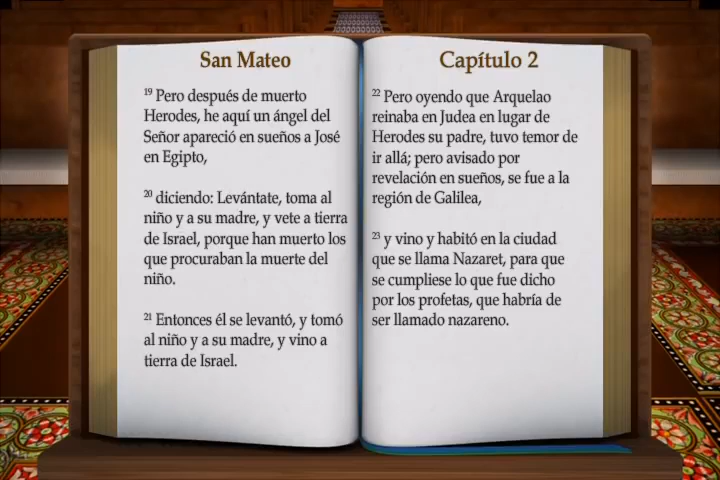 San Mateo
19 Pero después de muerto
Herodes, he aquí un ángel del
Señor apareció en sueños a José
en Egipto,
20 diciendo: Levántate, toma al
niño y a su madre, y vete a tierra
de Israel, porque han muerto los
que procuraban la muerte del
niño.
21 Entonces él se levantó, y tomó
al niño y a su madre, y vino a
tierra de Israel.
Capítulo 2
22 Pero oyendo que Arquelao
reinaba en Judea en lugar de
Herodes su padre, tuvo temor de
ir allá; pero avisado por
revelación en sueños, se fue a la
región de Galilea,
23 y vino y habitó en la ciudad
que se llama Nazaret, para que
se cumpliese lo que fue dicho
por los profetas, que habría de
ser llamado nazareno.